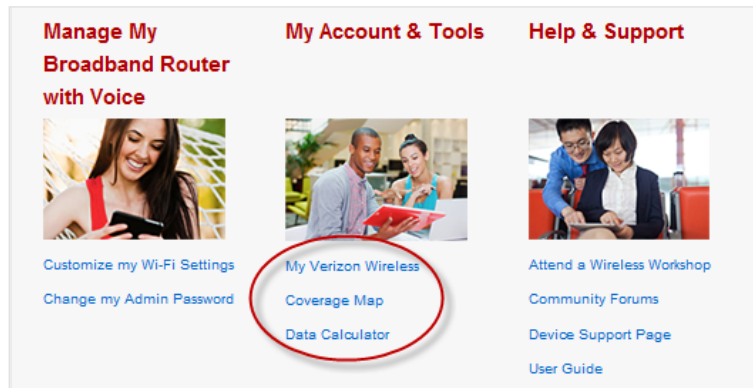 Manage My
Broadband Router
with Voice
My Account & Tools
Help & Support
Customize my Wi-Fi Settings
Change my Admin Password
My Verizon Wireless
Coverage Map
Data Calculator
Attend a Wireless Workshop
Community Forums
Device Support Page
User Guide